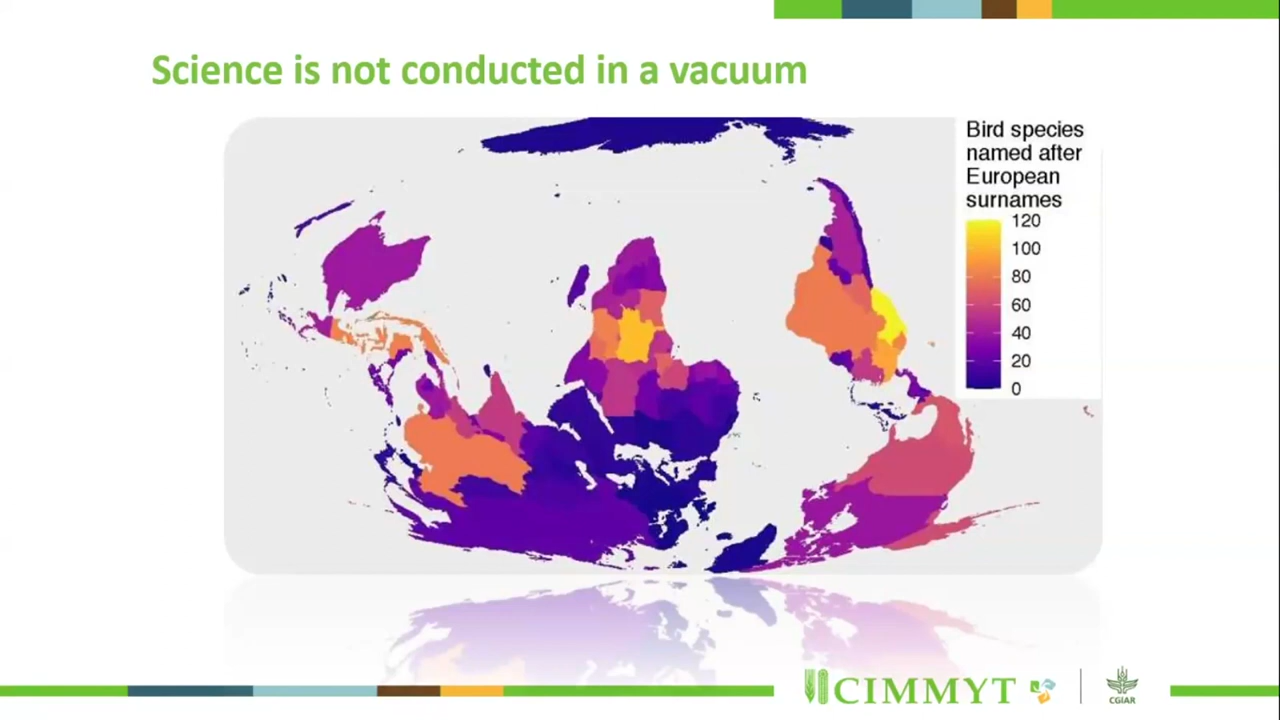 Science is not conducted in a vacuum
Bird species
named after
European
surnames
120
100
80
60
40
20
0
CIMMYT
CGIAR